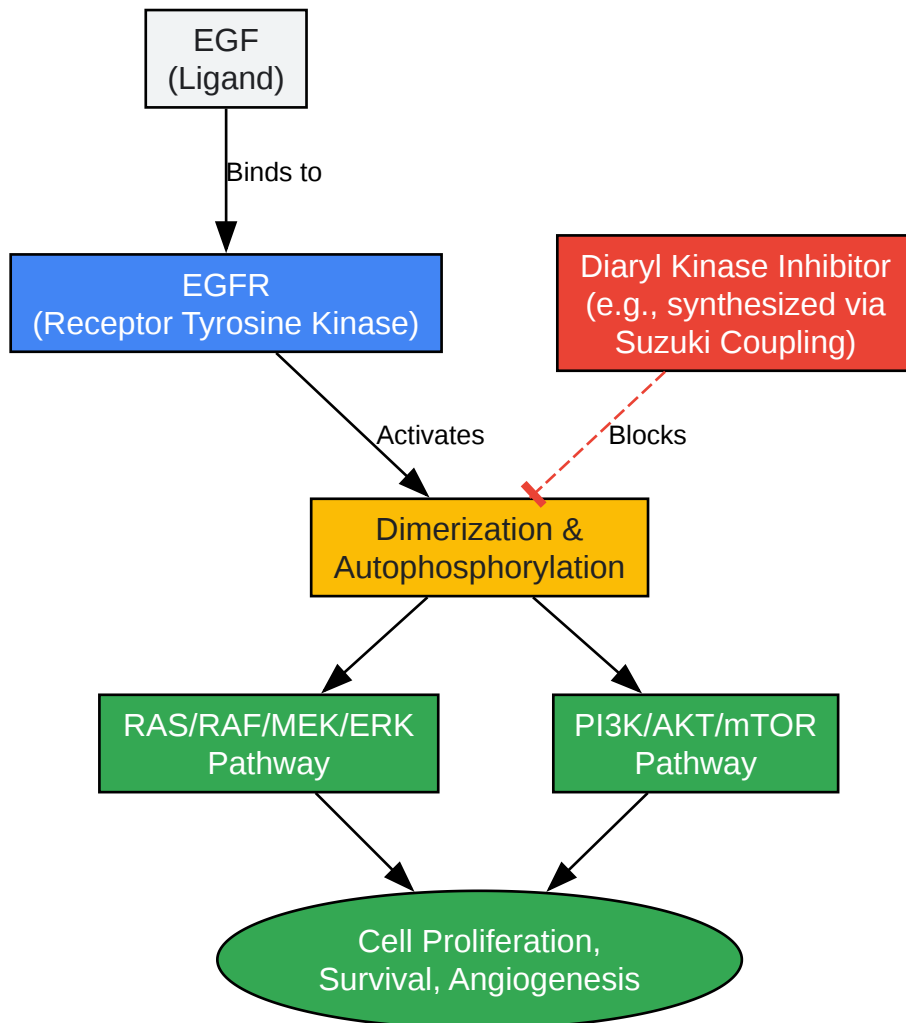 EGF
(Ligand)
Binds to
EGFR
(Receptor Tyrosine Kinase)
Diaryl Kinase Inhibitor
(e.g., synthesized via
Suzuki Coupling)
Activates
Blocks
Dimerization &
Autophosphorylation
RAS/RAF/MEK/ERK
Pathway
PI3K/AKT/mTOR
Pathway
Cell Proliferation,
Survival, Angiogenesis